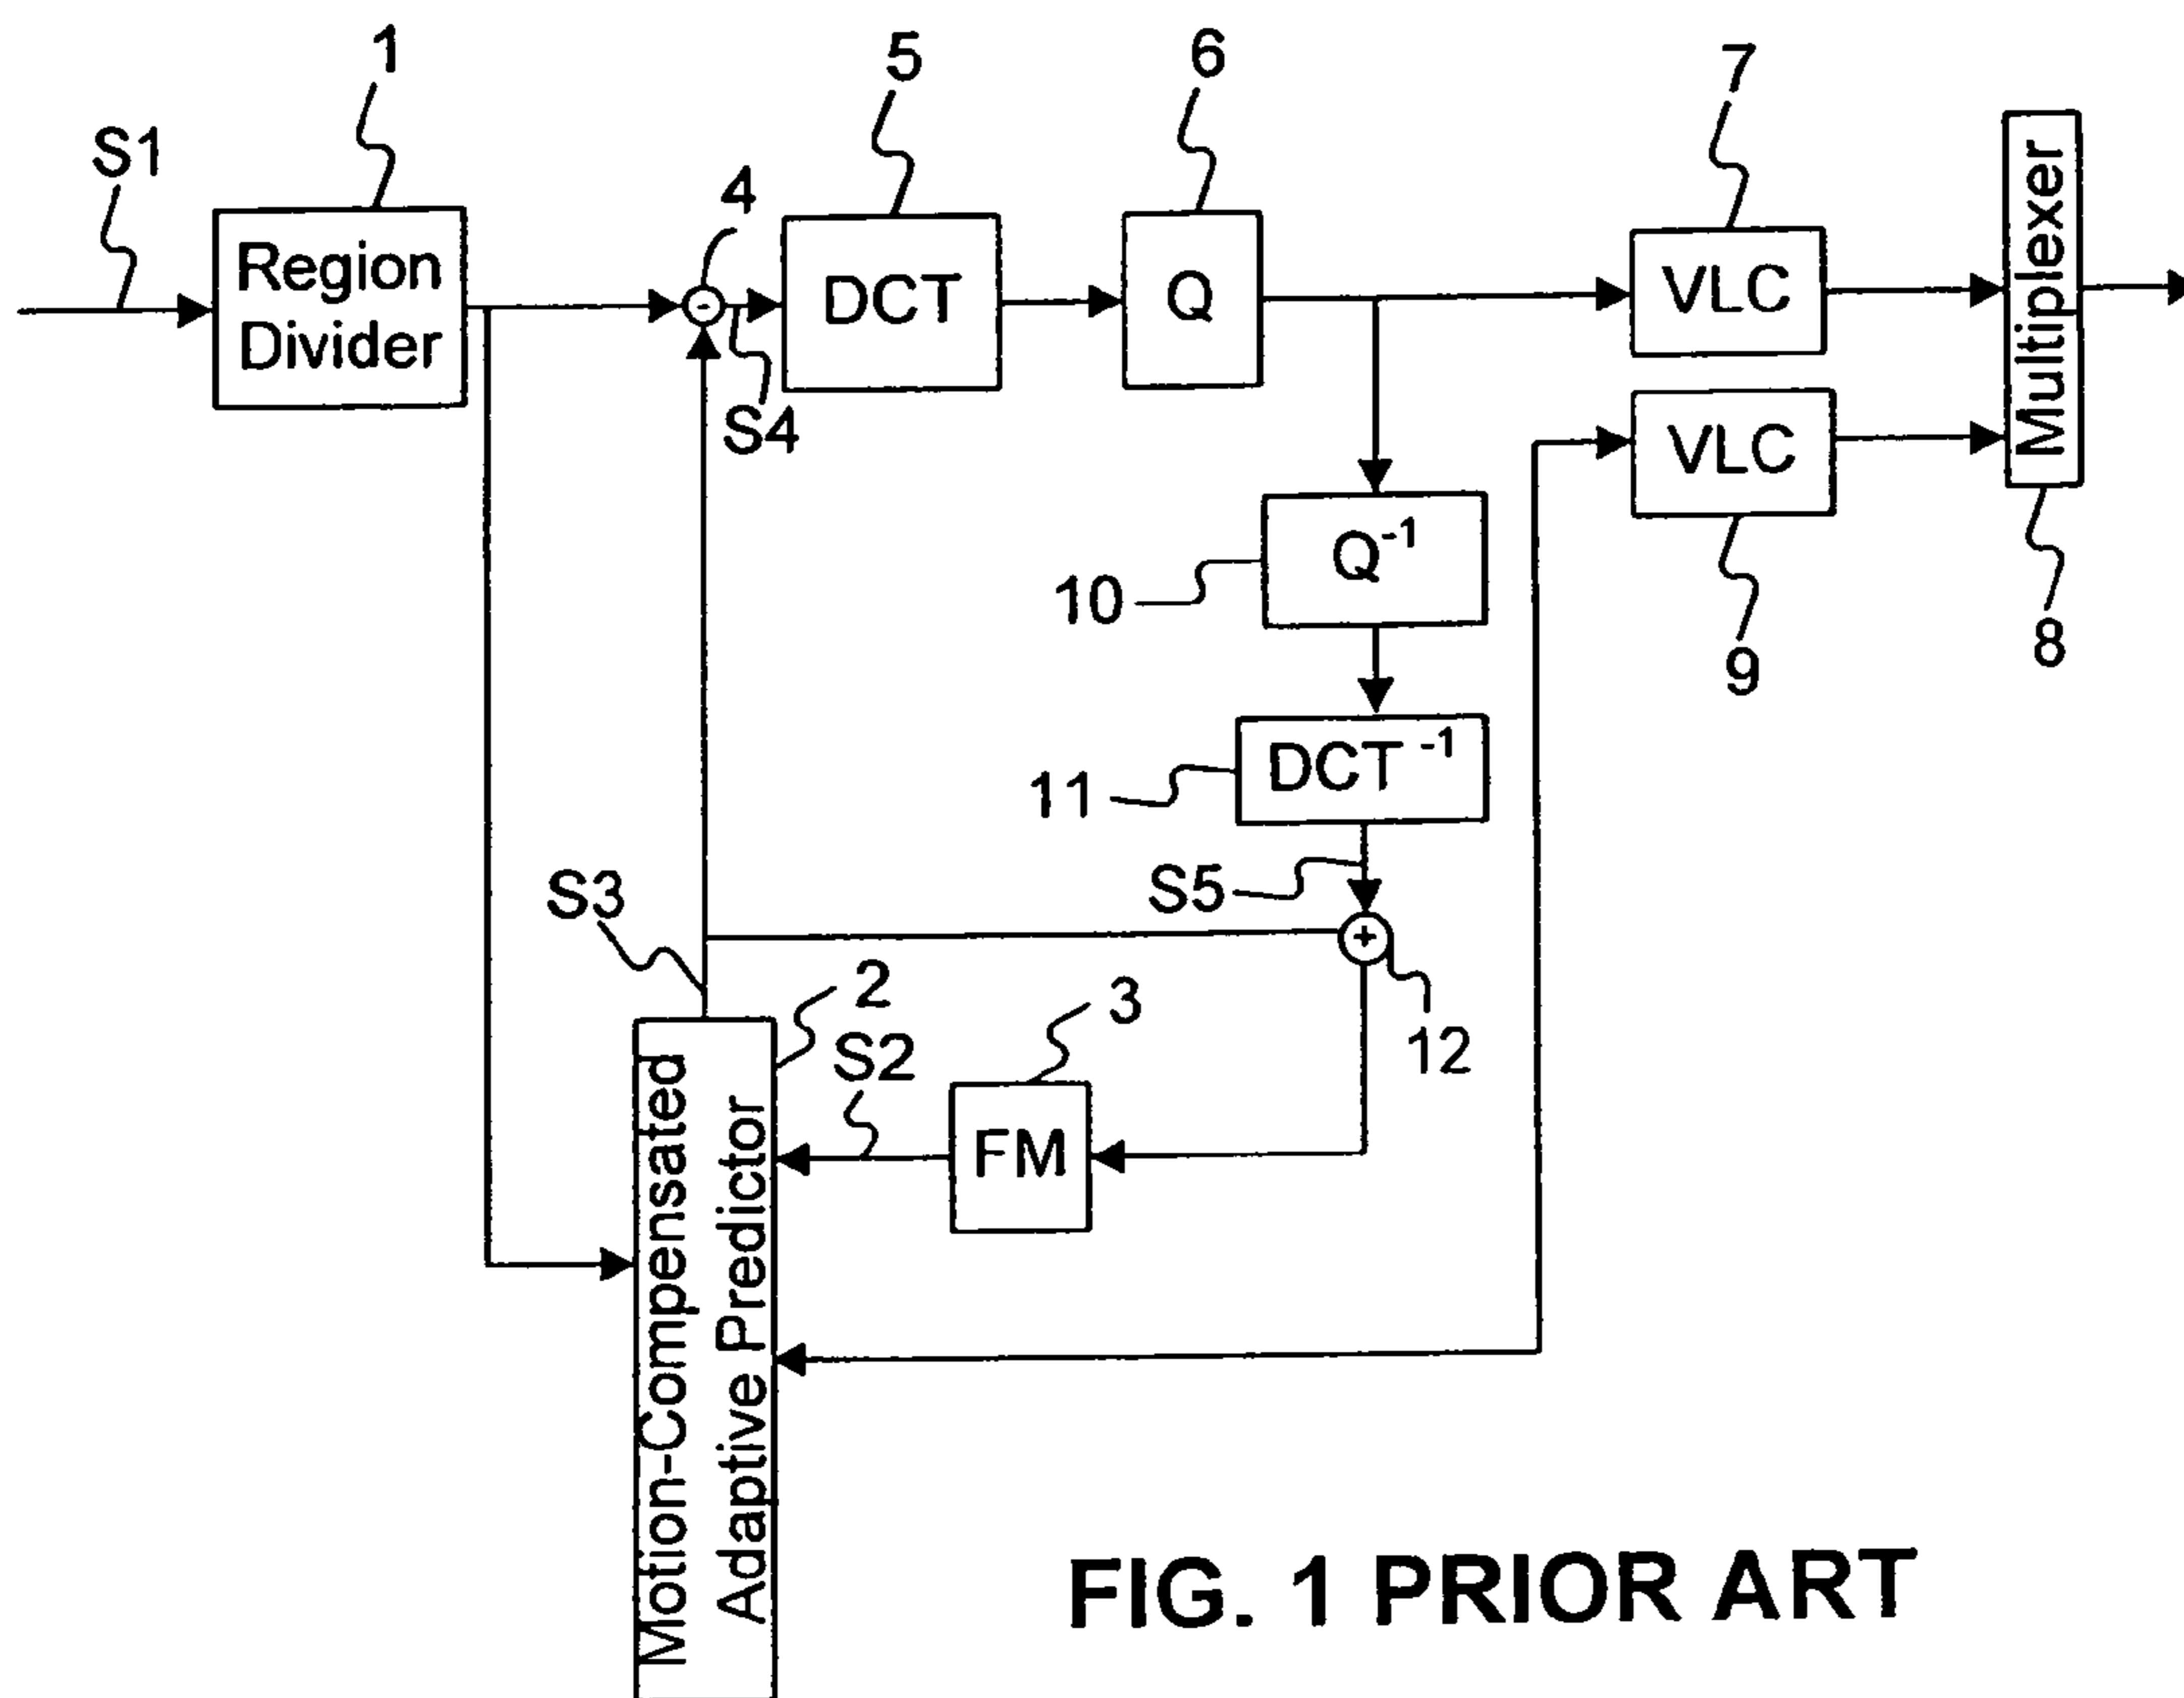 1
5
6
7
S1
4
Region
Divider
DCT
Q
VLC
Multiplexer
-
S4
VLC
Q-1
10
9
8
DCT -1
11
S5
S3
+
12
2
3
S2
FM
Motion-Compensated
Adaptive Predictor
FIG. 1 PRIOR ART